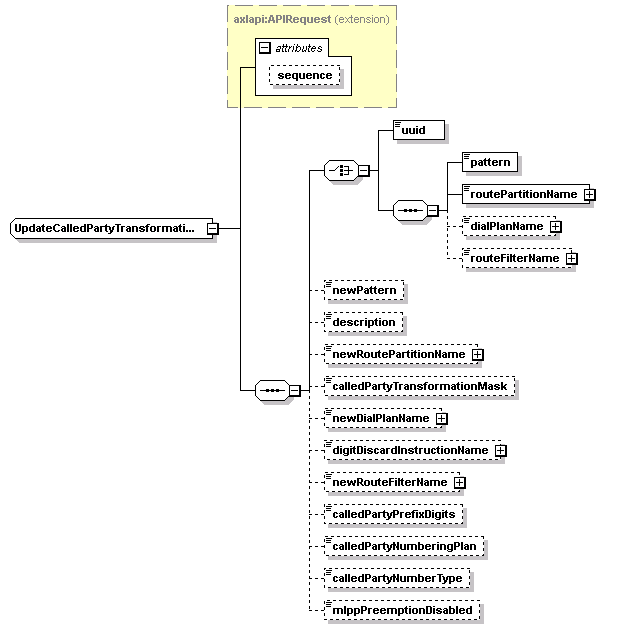 axlapi:APIRequest (extension)
attributes
sequence
uuid
pattern
routePartitionName
UpdateCalledPartyTransformati...
dialPlanName
routeFilterName
newPattern
description
newRoutePartitionName
calledPartyTransformationMask
newDialPlanName
digitDiscardInstructionName
newRouteFilterName
calledPartyPrefixDigits
calledPartyNumberingPlan
calledPartyNumberType
mlppPreemptionDisabled